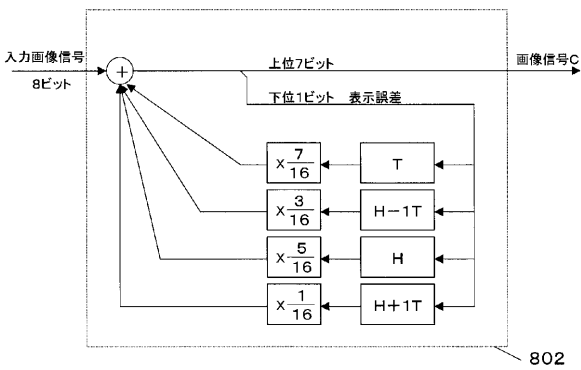 入力画像信号
8ビット
+
上位7ビット
画像信号C
下位1ビット 表示誤差
× 7/16
T
× 3/16
H−1T
× 5/16
H
× 1/16
H+1T
802